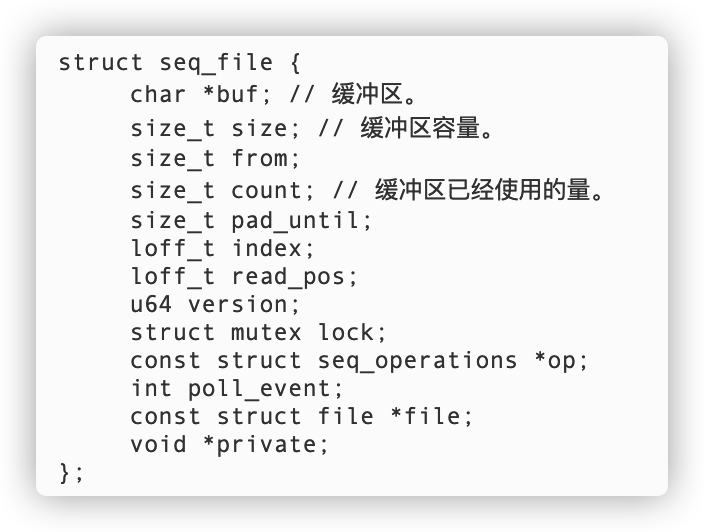 struct seq_file {
char *buf; // 缓冲区。
size_t size; // 缓冲区容量。
size_t from;
size_t count; // 缓冲区已经使用的量。
size_t pad_until;
loff_t index;
loff_t read_pos;
u64 version;
struct mutex lock;
const struct seq_operations *op;
int poll_event;
const struct file *file;
void *private;
};